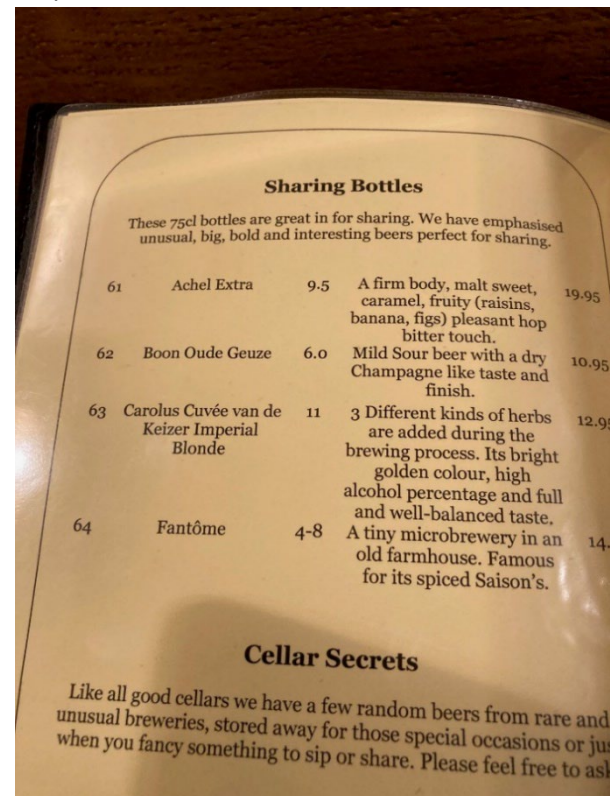 Sharing Bottles
These 75cl bottles are great in for sharing. We have emphasised
unusual, big, bold and interesting beers perfect for sharing.
61 Achel Extra 9.5 A firm body, malt sweet, 19.95
caramel, fruity (raisins,
banana, figs) pleasant hop
bitter touch.
62 Boon Oude Geuze 6.0 Mild Sour beer with a dry 10.95
Champagne like taste and
finish.
63 Carolus Cuvée van de 11 3 Different kinds of herbs 12.95
Keizer Imperial are added during the
Blonde brewing process. Its bright
golden colour, high
alcohol percentage and full
and well-balanced taste.
64 Fantôme 4-8 A tiny microbrewery in an 14.
old farmhouse. Famous
for its spiced Saison's.
Cellar Secrets
Like all good cellars we have a few random beers from rare and
unusual breweries, stored away for those special occasions or
when you fancy something to sip or share. Please feel free to